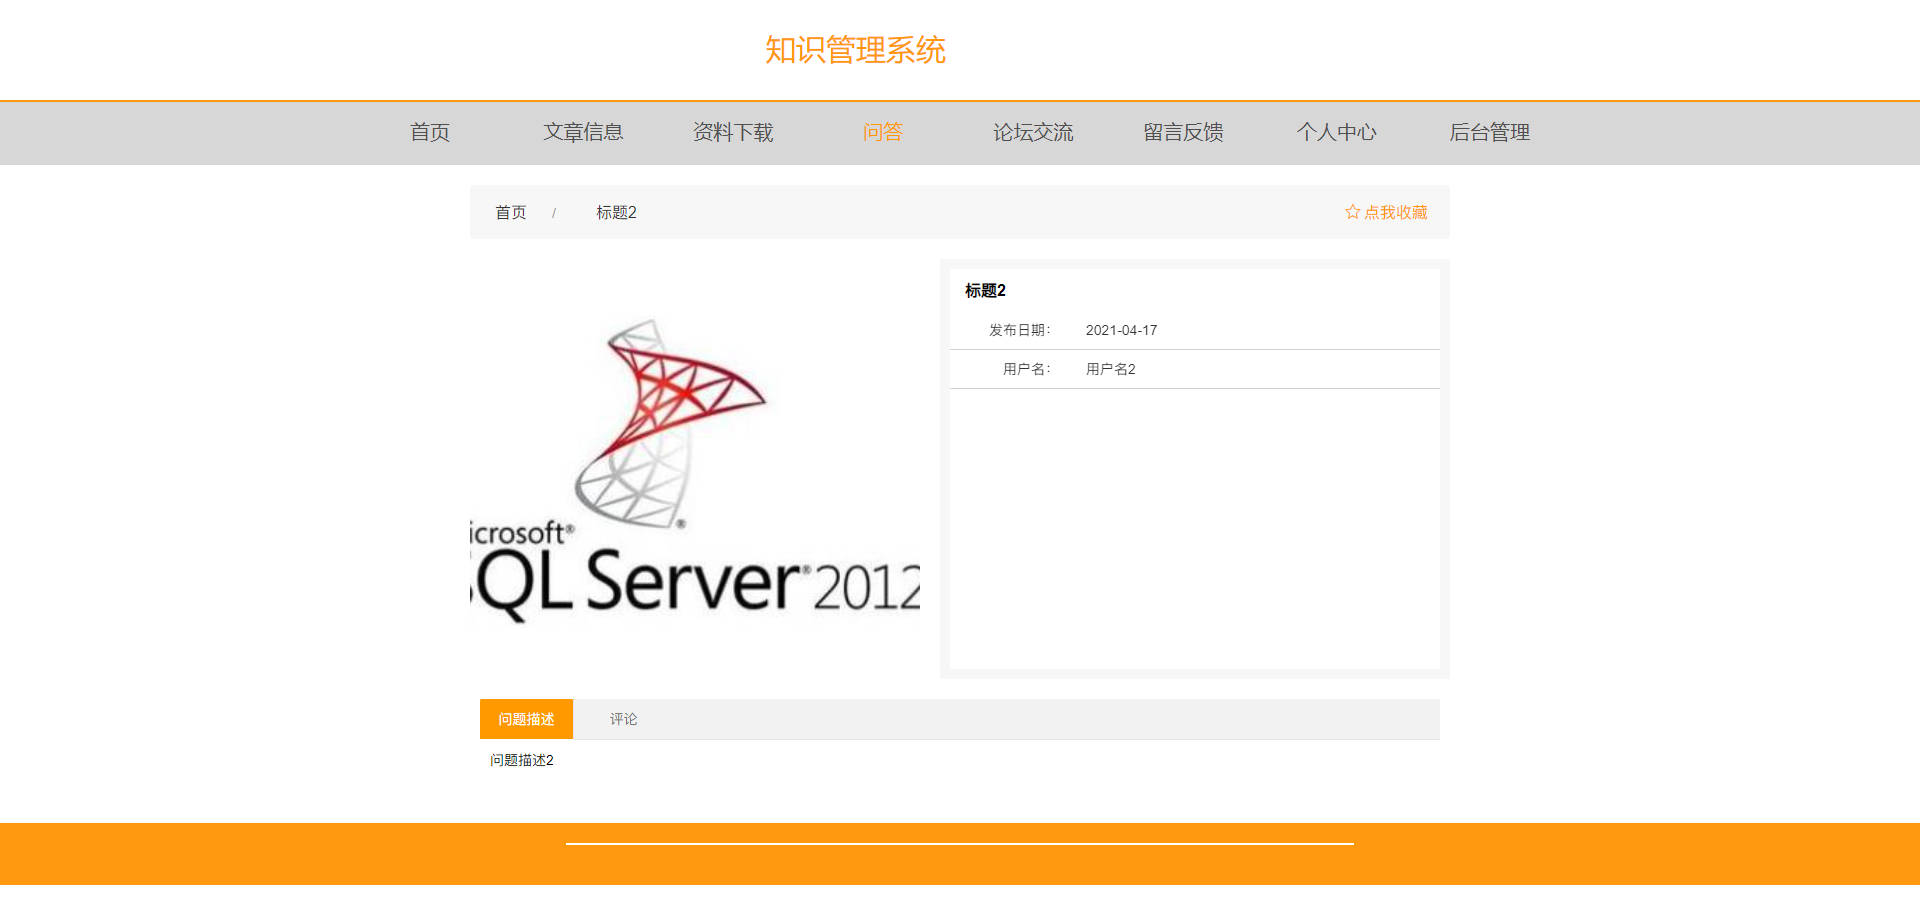 知识管理系统
首页 文章信息 资料下载 问答 论坛交流 留言反馈 个人中心 后台管理
首页 / 标题2 ☆ 点我收藏
标题2
发布日期： 2021-04-17
用户名： 用户名2
icrosoft®
SQL Server® 2012
问题描述 评论
问题描述2